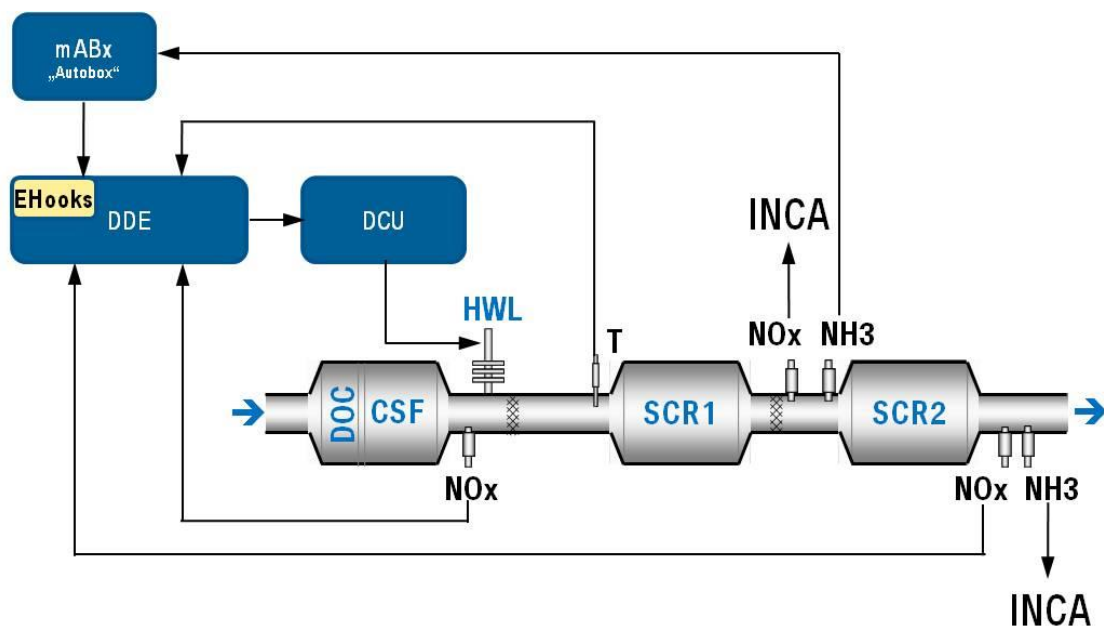 mABx
„Autobox“
EHooks
DDE
DCU
INCA
HWL
T
NOx
NH3
DOC
CSF
SCR1
SCR2
NOx
NOx
NH3
INCA